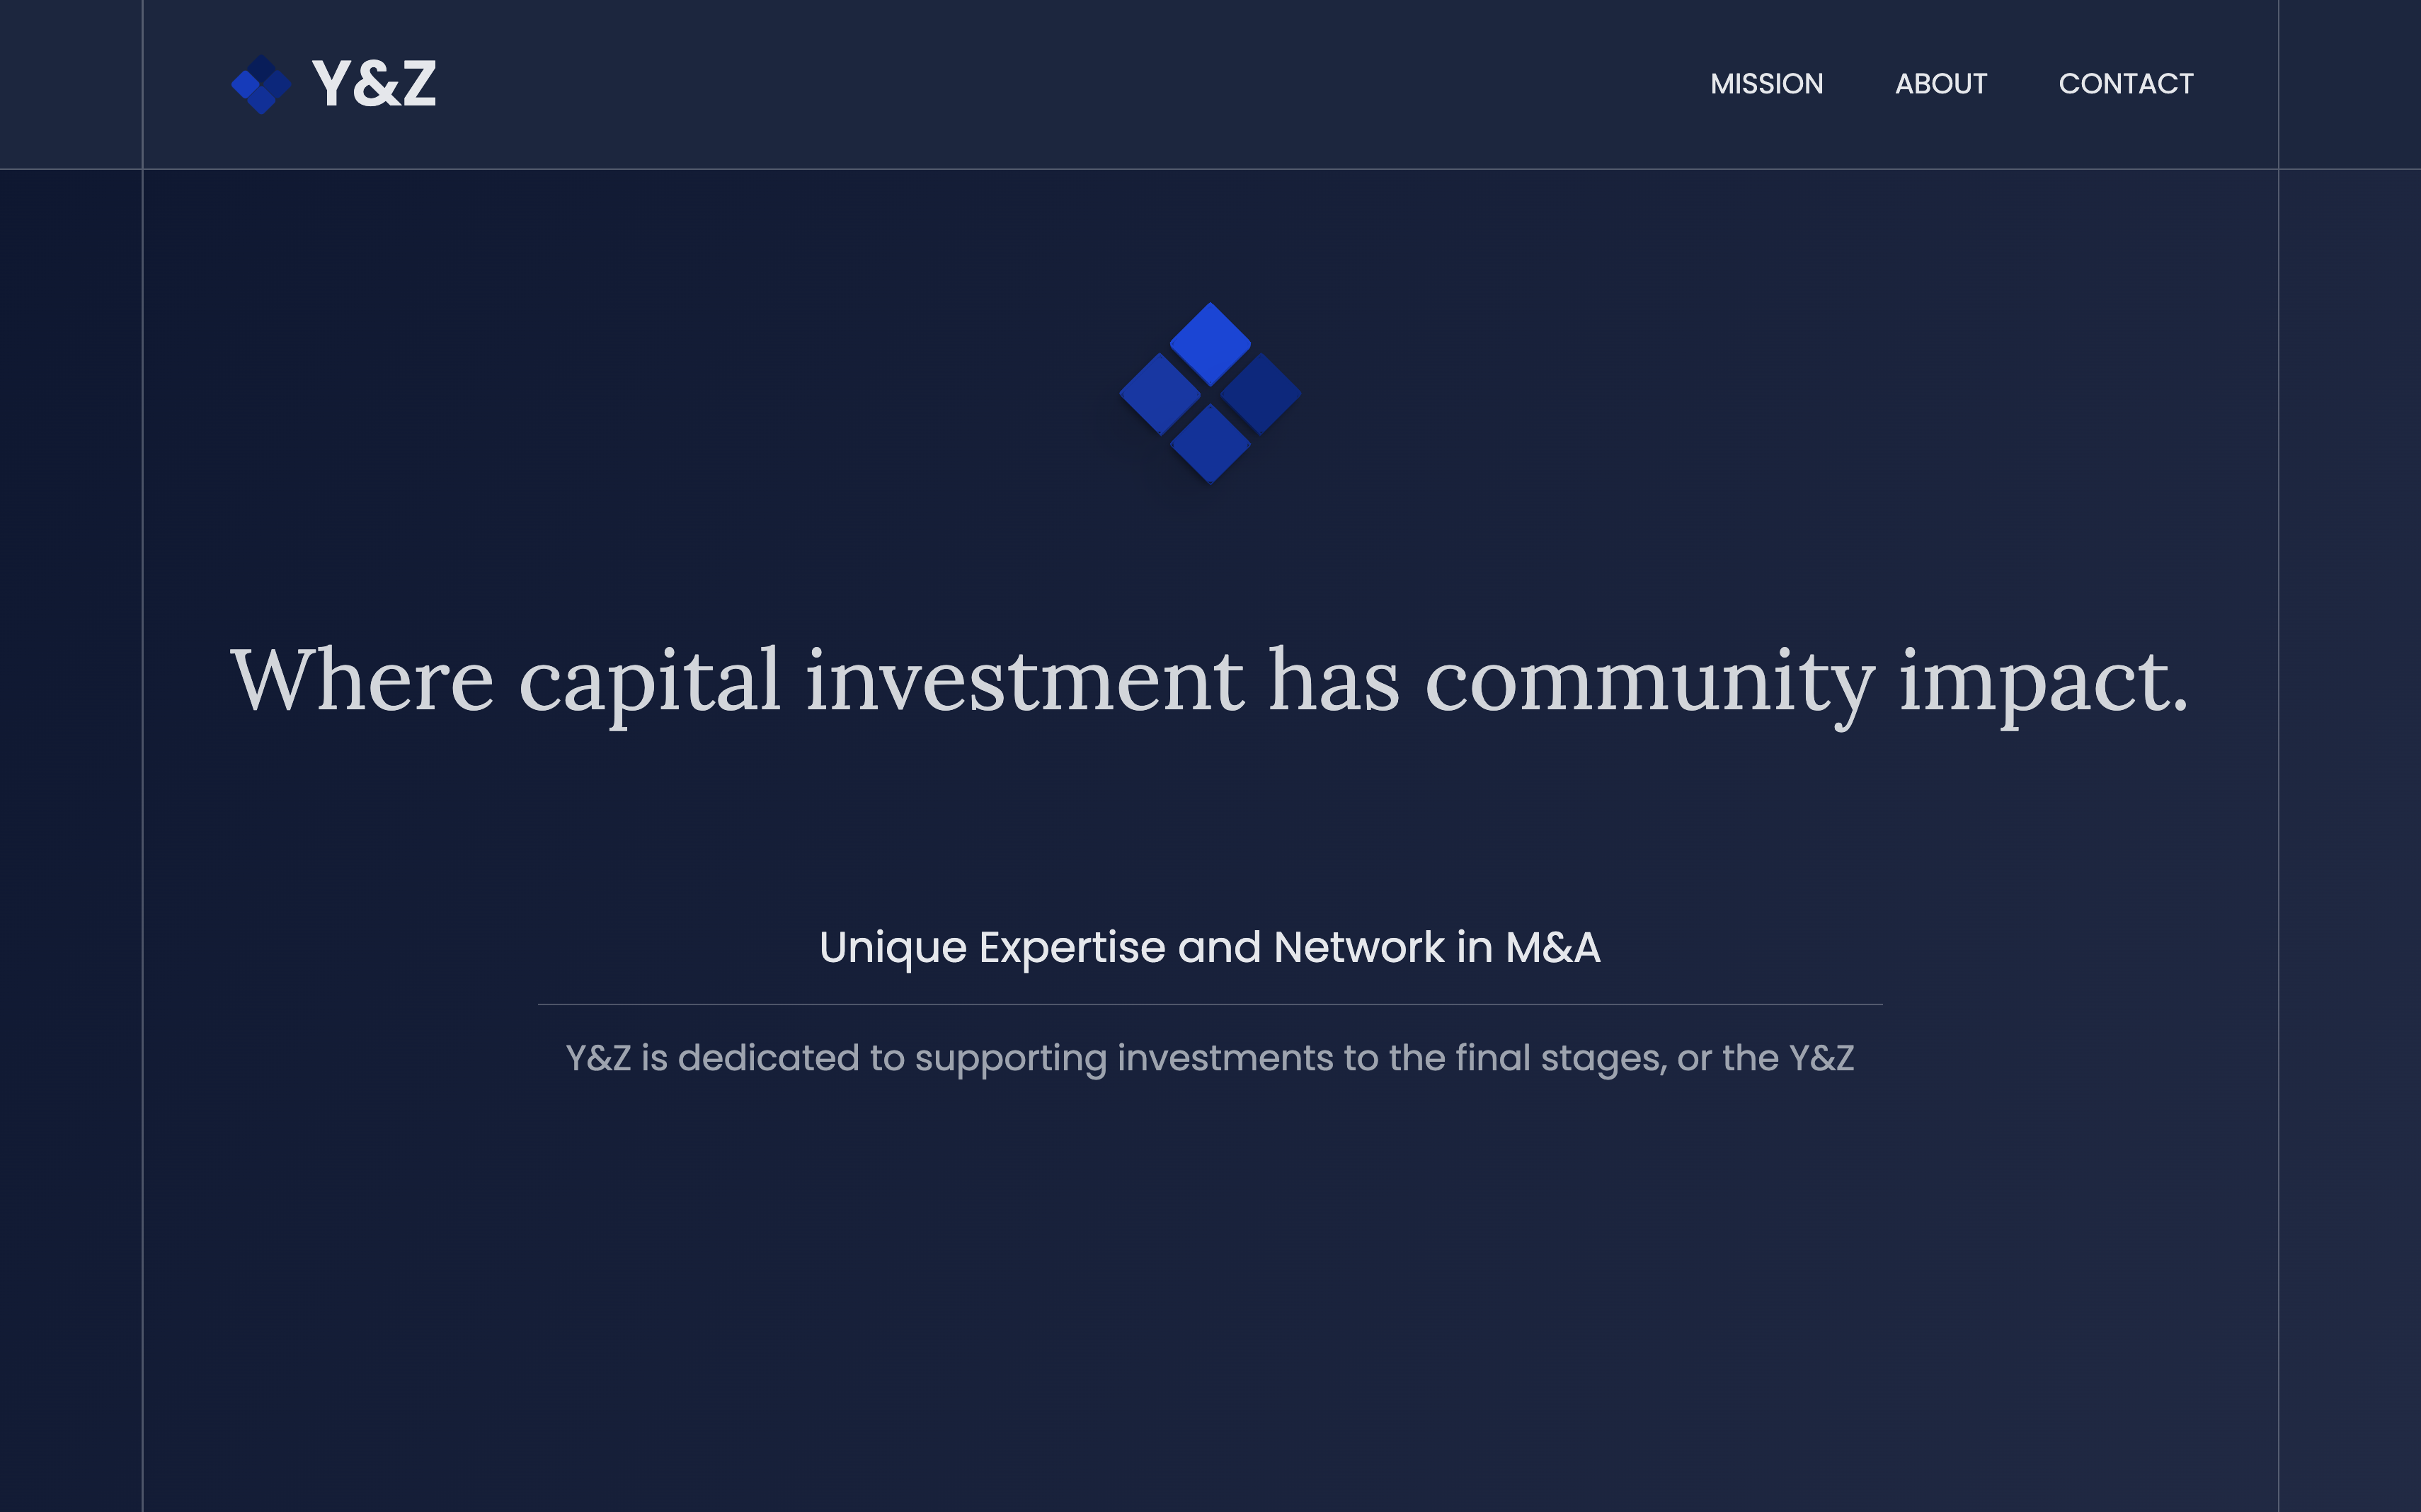 Y&Z
MISSION ABOUT CONTACT
Where capital investment has community impact.
Unique Expertise and Network in M&A
Y&Z is dedicated to supporting investments to the final stages, or the Y&Z